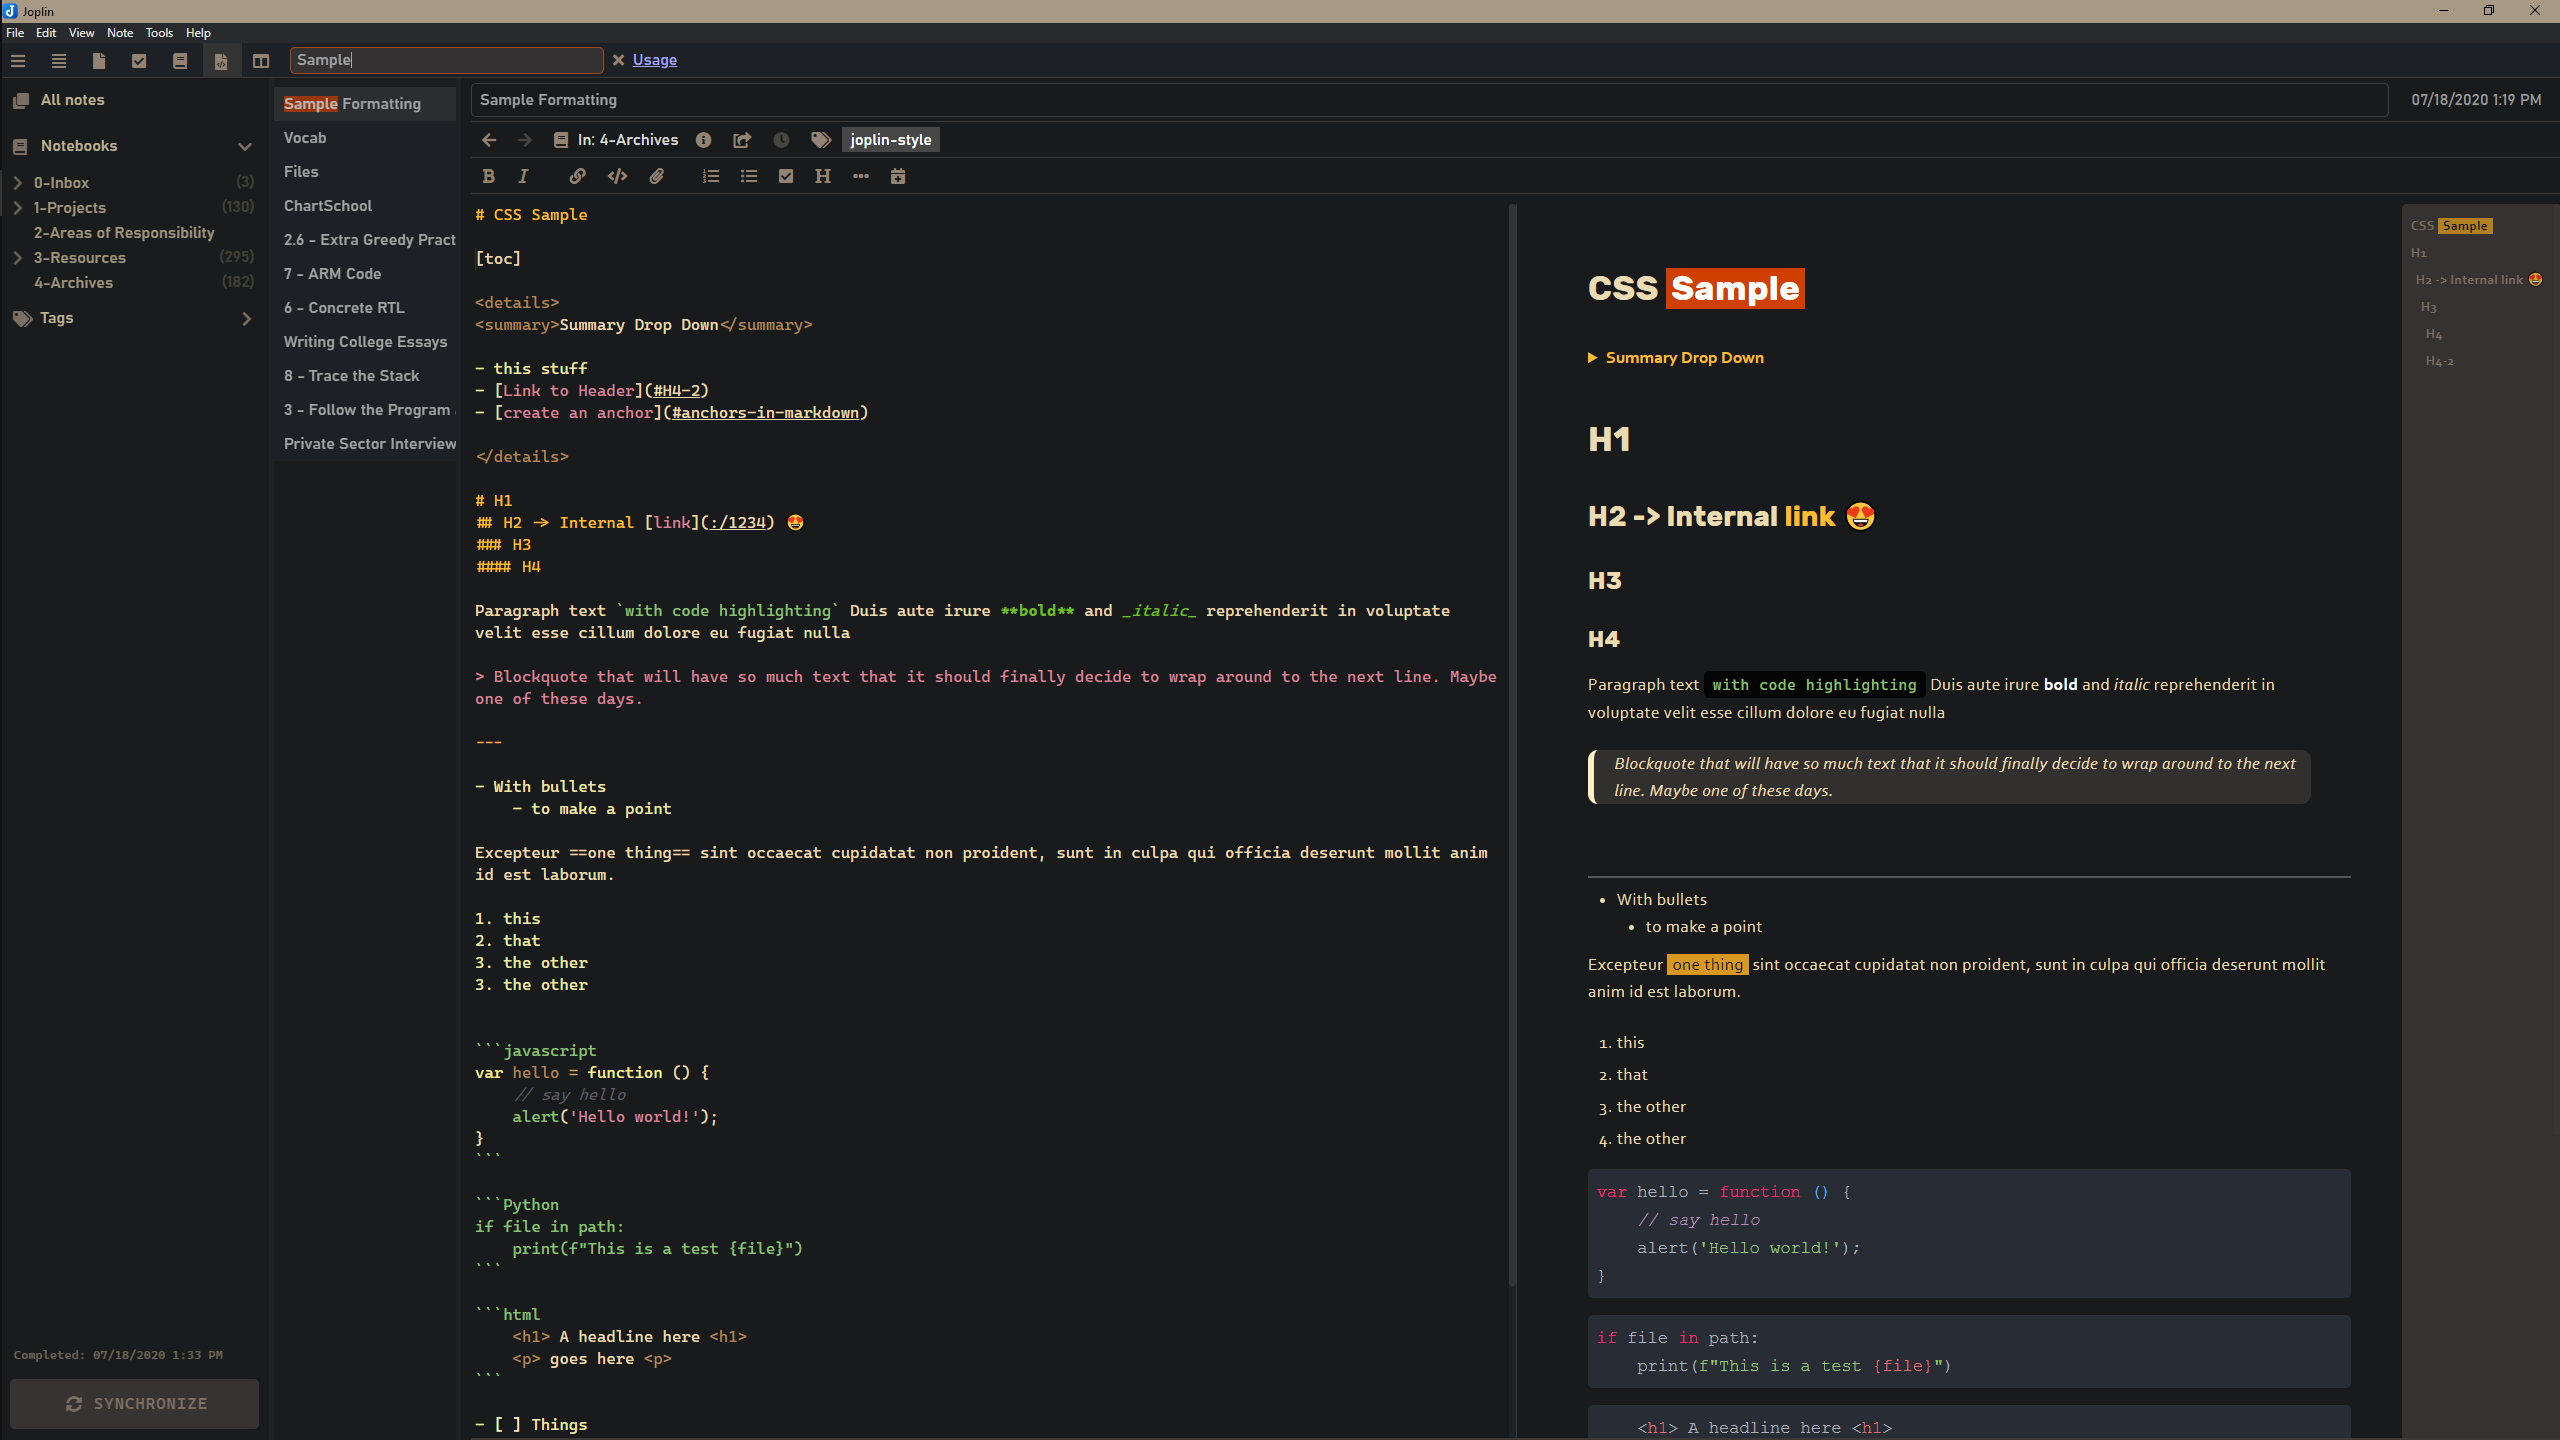 Joplin
File Edit View Note Tools Help
Sample
Usage
All notes
Notebooks
0-Inbox (3)
1-Projects (130)
2-Areas of Responsibility
3-Resources (295)
4-Archives (182)
Tags
Completed: 07/18/2020 1:33 PM
SYNCHRONIZE
Sample Formatting
Vocab
Files
ChartSchool
2.6 - Extra Greedy Pract
7 - ARM Code
6 - Concrete RTL
Writing College Essays
8 - Trace the Stack
3 - Follow the Program
Private Sector Interview
Sample Formatting
07/18/2020 1:19 PM
In: 4-Archives
joplin-style
# CSS Sample
[toc]
<details>
<summary>Summary Drop Down</summary>
- this stuff
- [Link to Header](#H4-2)
- [create an anchor](#anchors-in-markdown)
</details>
# H1
## H2 -> Internal [link](:/1234) 😍
### H3
#### H4
Paragraph text `with code highlighting` Duis aute irure **bold** and _italic_ reprehenderit in voluptate
velit esse cillum dolore eu fugiat nulla
> Blockquote that will have so much text that it should finally decide to wrap around to the next line. Maybe
one of these days.
---
- With bullets
    - to make a point
Excepteur ==one thing== sint occaecat cupidatat non proident, sunt in culpa qui officia deserunt mollit anim
id est laborum.
1. this
2. that
3. the other
3. the other
```javascript
var hello = function () {
    // say hello
    alert('Hello world!');
}
```
```Python
if file in path:
    print(f"This is a test {file}")
```
```html
    <h1> A headline here <h1>
    <p> goes here <p>
```
- [ ] Things
CSS Sample
Summary Drop Down
H1
H2 -> Internal link 😍
H3
H4
Paragraph text with code highlighting Duis aute irure bold and italic reprehenderit in
voluptate velit esse cillum dolore eu fugiat nulla
Blockquote that will have so much text that it should finally decide to wrap around to the next
line. Maybe one of these days.
• With bullets
• to make a point
Excepteur one thing sint occaecat cupidatat non proident, sunt in culpa qui officia deserunt mollit
anim id est laborum.
1. this
2. that
3. the other
4. the other
var hello = function () {
    // say hello
    alert('Hello world!');
}
if file in path:
    print(f"This is a test {file}")
    <h1> A headline here <h1>
CSS Sample
H1
H2 -> Internal link 😍
H3
H4
H4-2